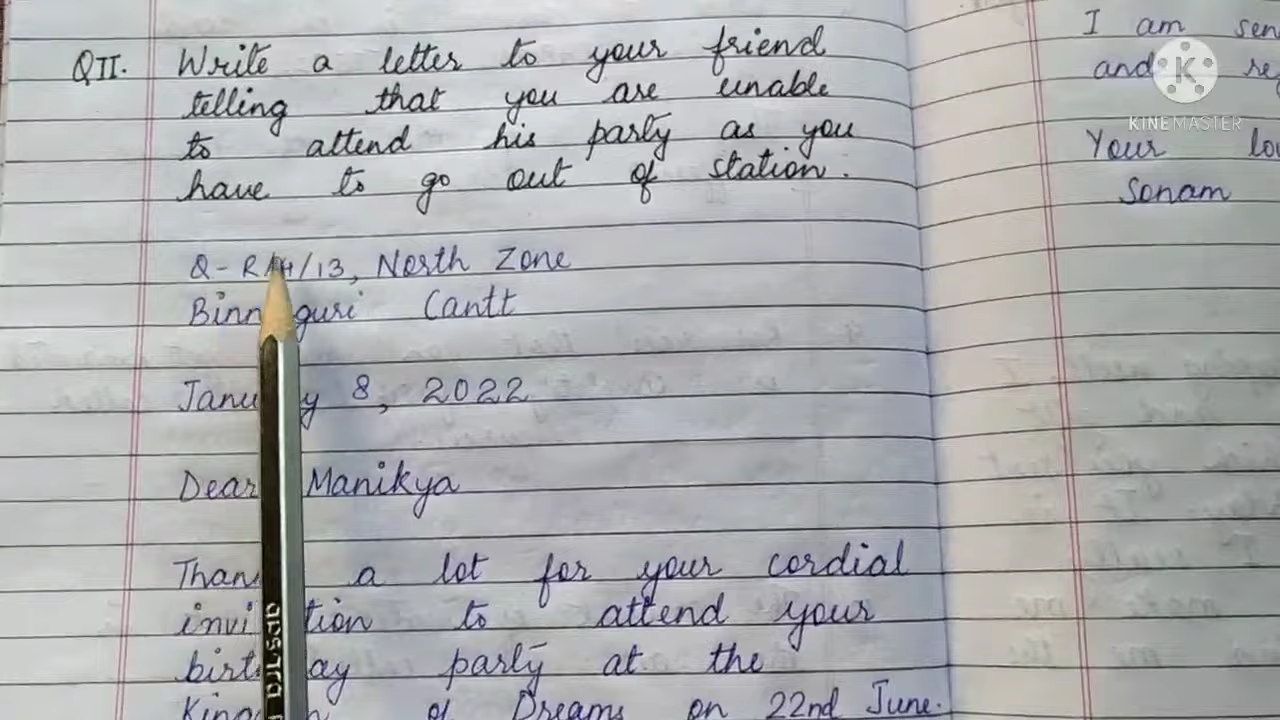 QII. Write a letter to your friend
telling that you are unable
to attend his party as you
have to go out of station.
Q- R /13, North Zone
Cantt
8, 2022
Dear Manikya
a lot for your cordial
to attend your
party at the
of Dreams on 22nd June.
I am
and
Your
Sonam
KINEMASTER
apsara